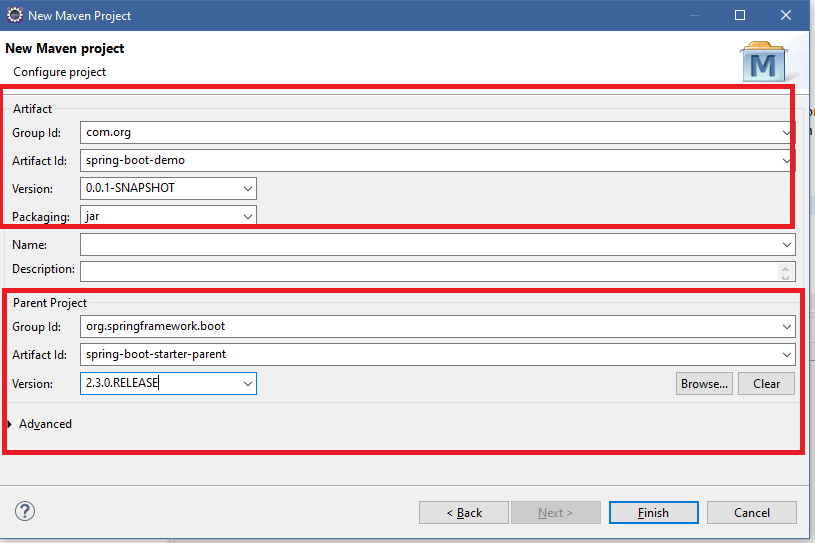 New Maven Project
New Maven project
Configure project
M
Artifact
Group Id: com.org
Artifact Id: spring-boot-demo
Version: 0.0.1-SNAPSHOT
Packaging: jar
Name:
Description:
Parent Project
Group Id: org.springframework.boot
Artifact Id: spring-boot-starter-parent
Version: 2.3.0.RELEASE Browse... Clear
Advanced
? < Back Next > Finish Cancel